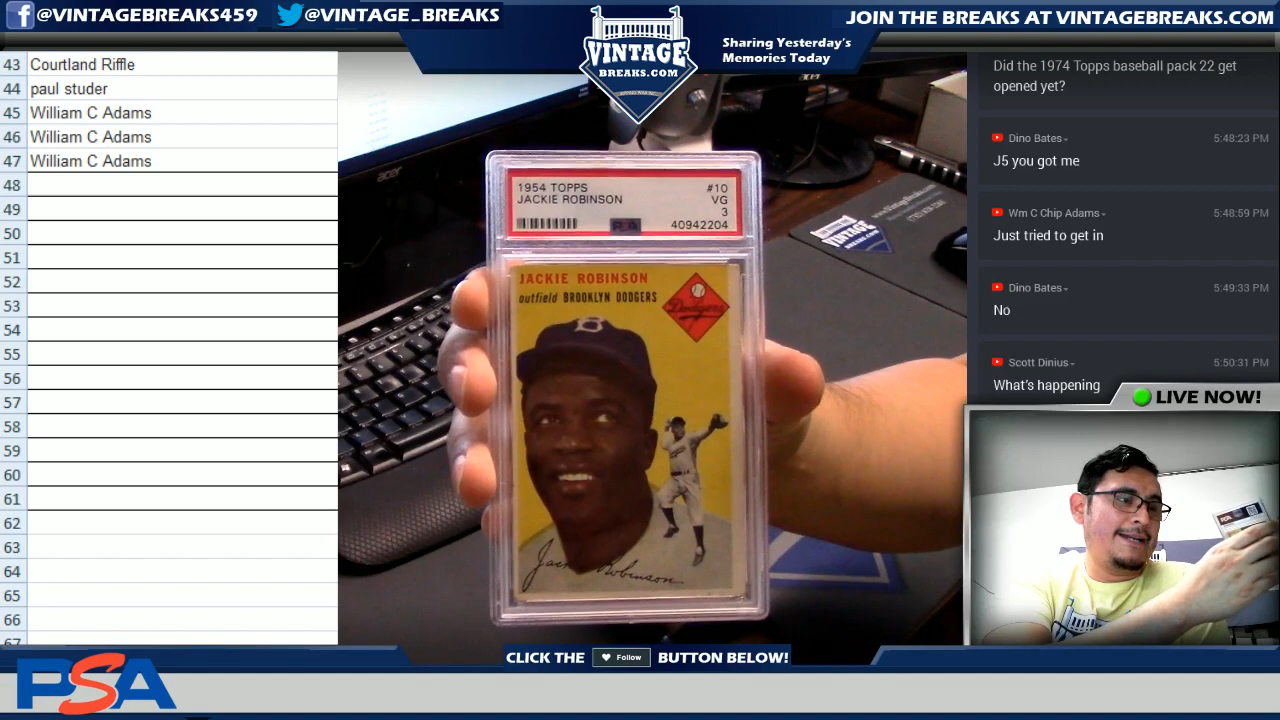 @VINTAGEBREAKS459
@VINTAGE_BREAKS
VINTAGE
BREAKS.COM
Sharing Yesterday's
Memories Today
JOIN THE BREAKS AT VINTAGEBREAKS.COM
43 Courtland Riffle
44 paul studer
45 William C Adams
46 William C Adams
47 William C Adams
48
49
50
51
52
53
54
55
56
57
58
59
60
61
62
63
64
65
66
67
acer
1954 TOPPS #10
JACKIE ROBINSON VG
3
PSA 40942204
JACKIE ROBINSON
outfield BROOKLYN DODGERS
Dodgers
B
Jackie Robinson
VINTAGE
Did the 1974 Topps baseball pack 22 get
opened yet?
Dino Bates 5:48:23 PM
J5 you got me
Wm C Chip Adams 5:48:59 PM
Just tried to get in
Dino Bates 5:49:33 PM
No
Scott Dinius 5:50:31 PM
What's happening
LIVE NOW!
CLICK THE Follow BUTTON BELOW!
PSA